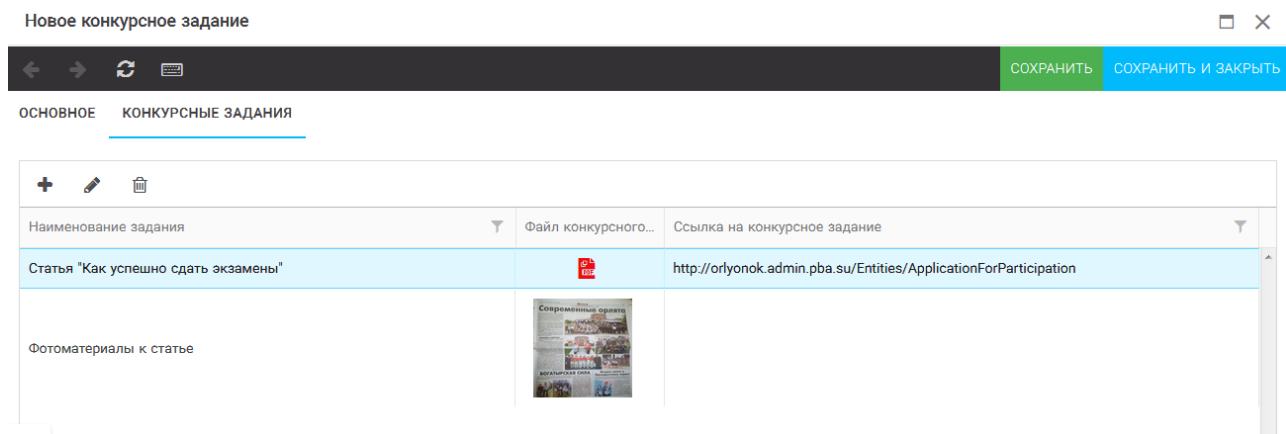 Новое конкурсное задание
СОХРАНИТЬ СОХРАНИТЬ И ЗАКРЫТЬ
ОСНОВНОЕ КОНКУРСНЫЕ ЗАДАНИЯ
Наименование задания Файл конкурсного... Ссылка на конкурсное задание
Статья "Как успешно сдать экзамены" http://orlyonok.admin.pba.su/Entities/ApplicationForParticipation
Современные орлята
Фотоматериалы к статье
БОГАТЫРСКАЯ СИЛА